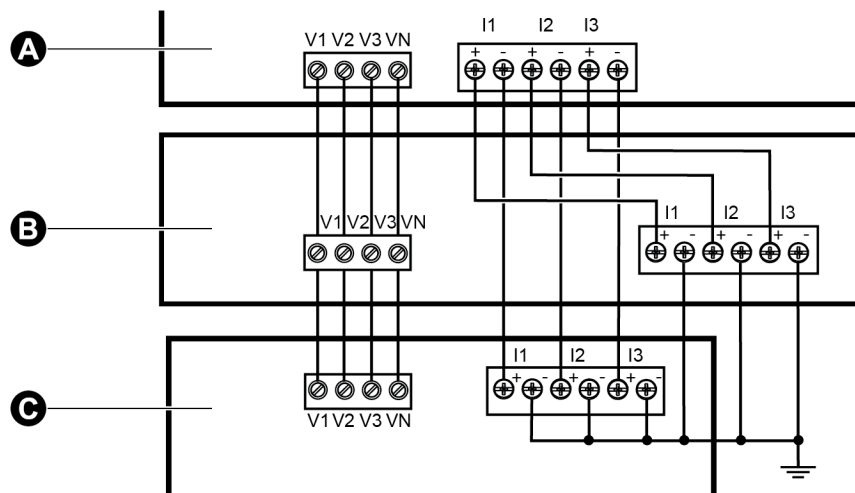 A
V1 V2 V3 VN
I1 I2 I3
+ - + - + -
B
V1 V2 V3 VN
I1 I2 I3
+ - + - + -
C
I1 I2 I3
+ - + - + -
V1 V2 V3 VN